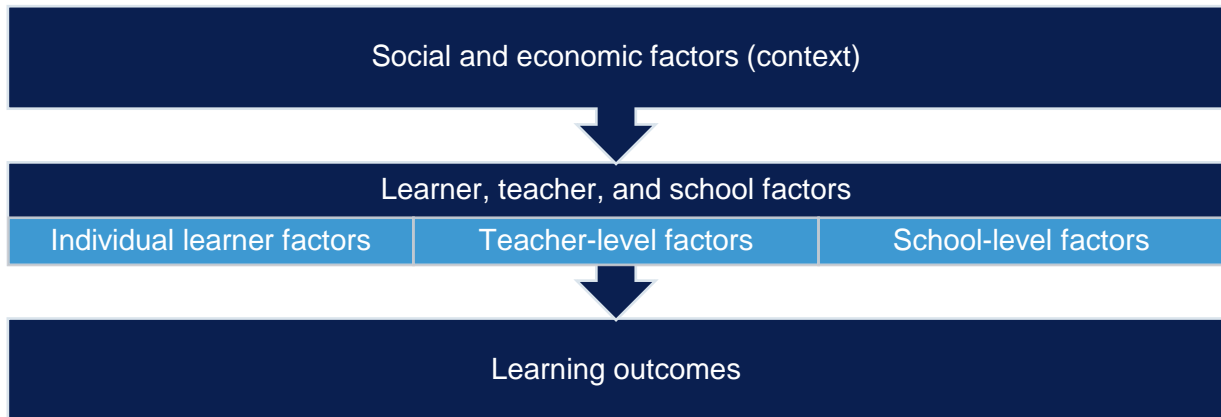 Social and economic factors (context)
Learner, teacher, and school factors
Individual learner factors
Teacher-level factors
School-level factors
Learning outcomes